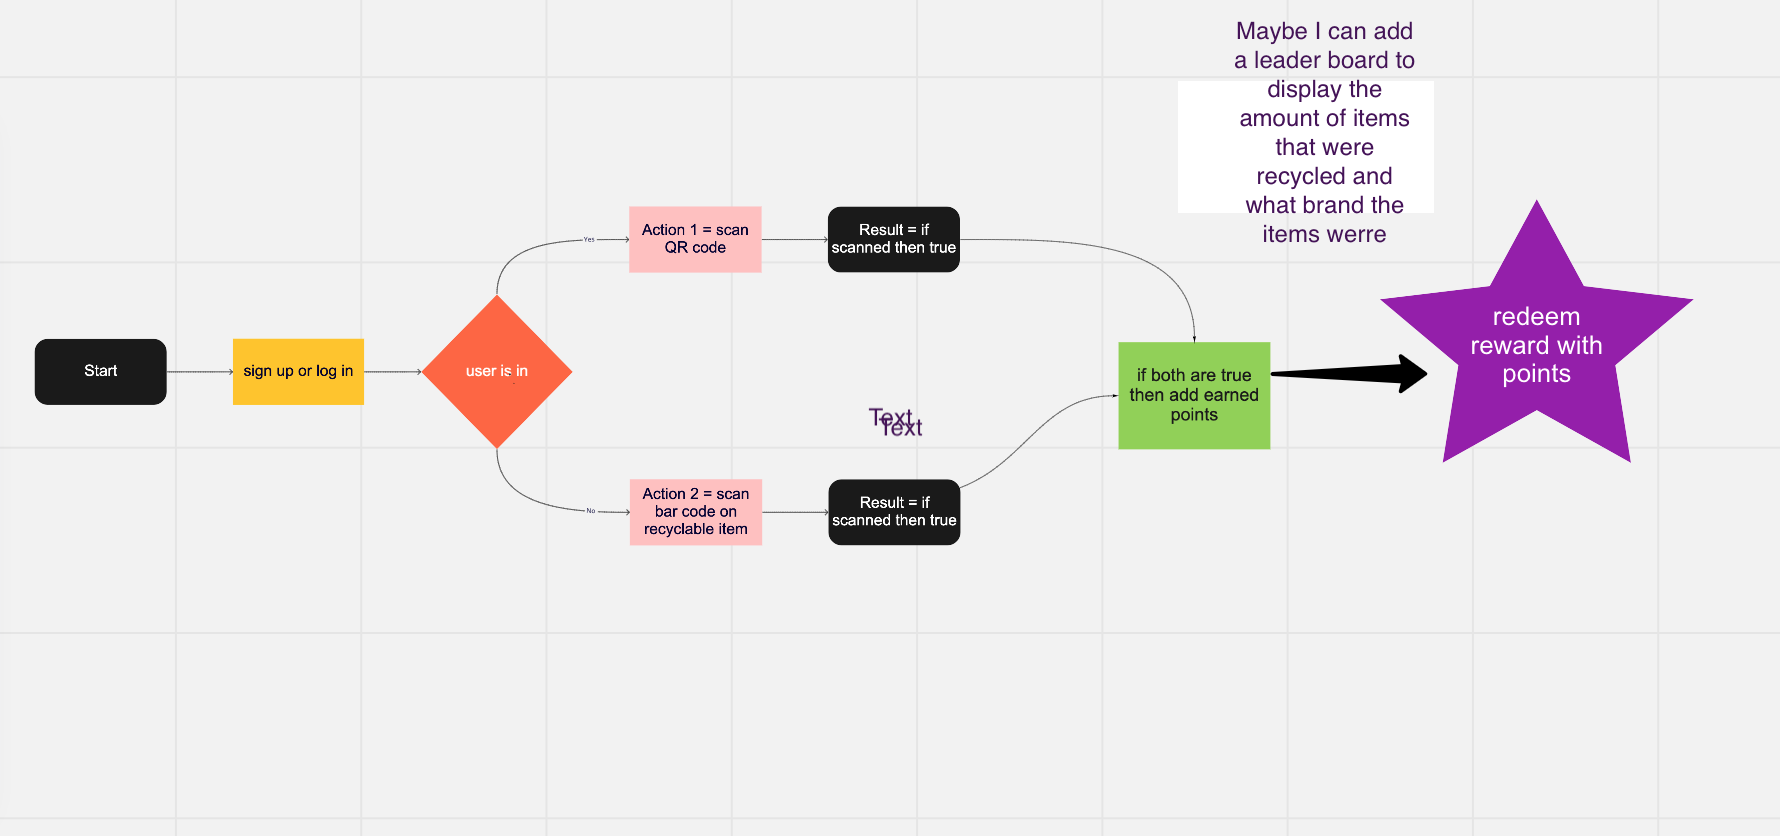 Maybe I can add
a leader board to
display the
amount of items
that were
recycled and
what brand the
items werre
Start
sign up or log in
user is in
Yes
Action 1 = scan
QR code
Result = if
scanned then true
No
Action 2 = scan
bar code on
recyclable item
Result = if
scanned then true
Text
Text
if both are true
then add earned
points
redeem
reward with
points